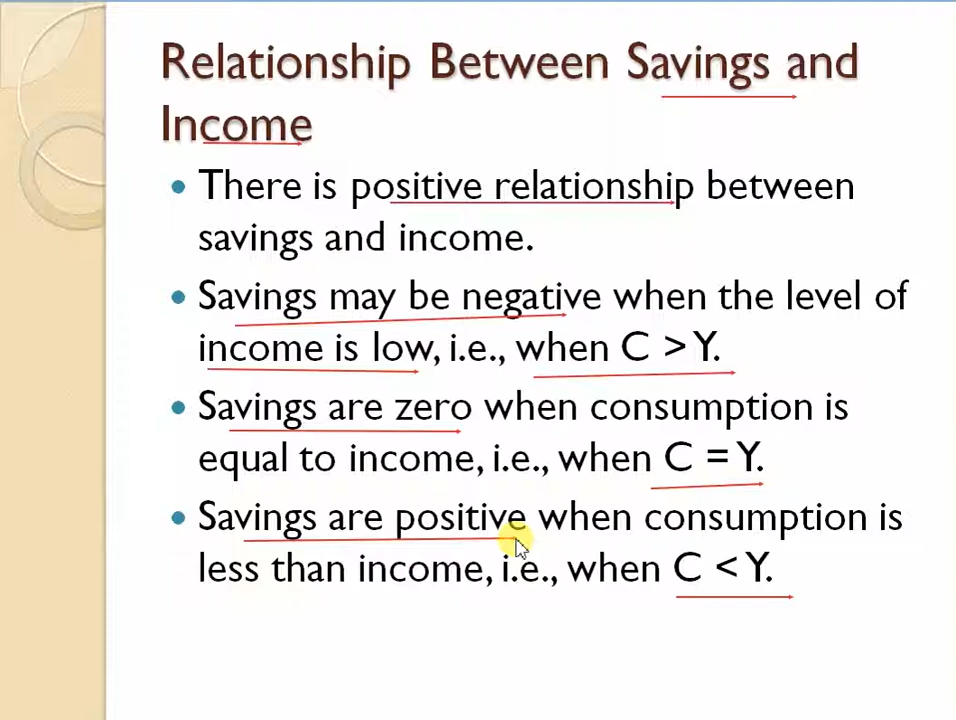 Relationship Between Savings and
Income
• There is positive relationship between
savings and income.
• Savings may be negative when the level of
income is low, i.e., when C > Y.
• Savings are zero when consumption is
equal to income, i.e., when C = Y.
• Savings are positive when consumption is
less than income, i.e., when C < Y.